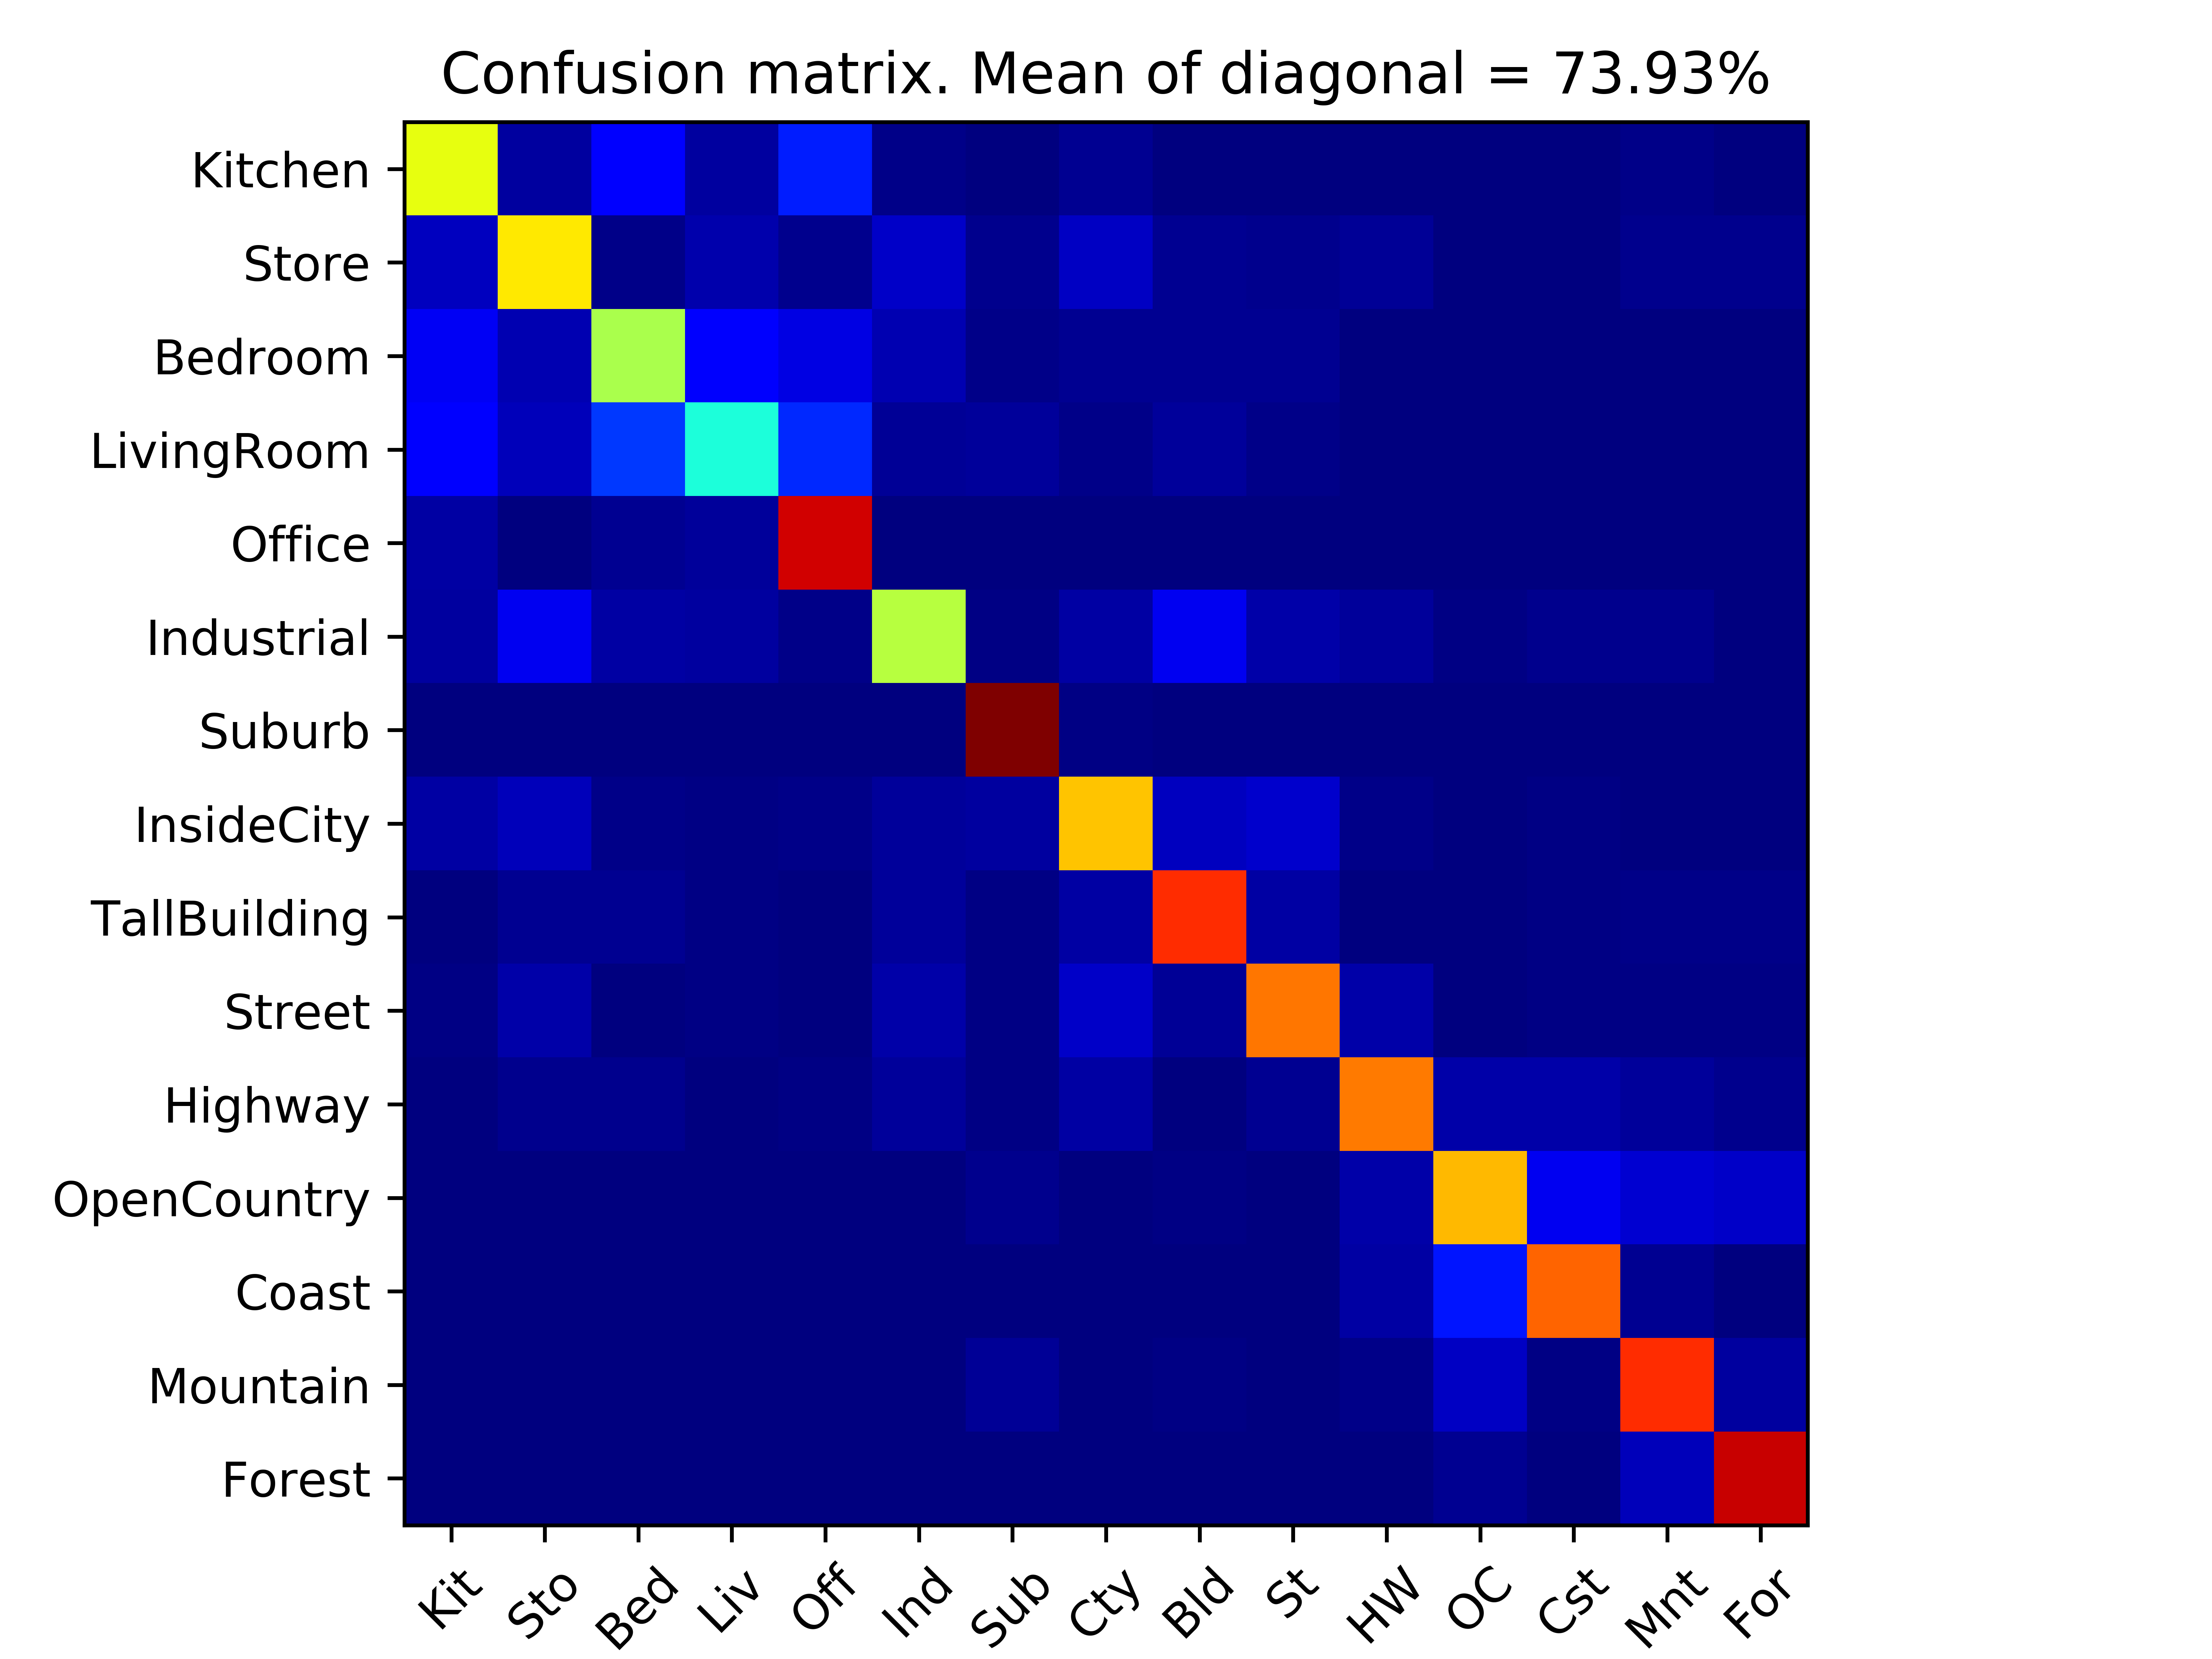 Confusion matrix. Mean of diagonal = 73.93%
Kitchen
Store
Bedroom
LivingRoom
Office
Industrial
Suburb
InsideCity
TallBuilding
Street
Highway
OpenCountry
Coast
Mountain
Forest
Kit Sto Bed Liv Off Ind Sub Cty Bld St HW OC Cst Mnt For